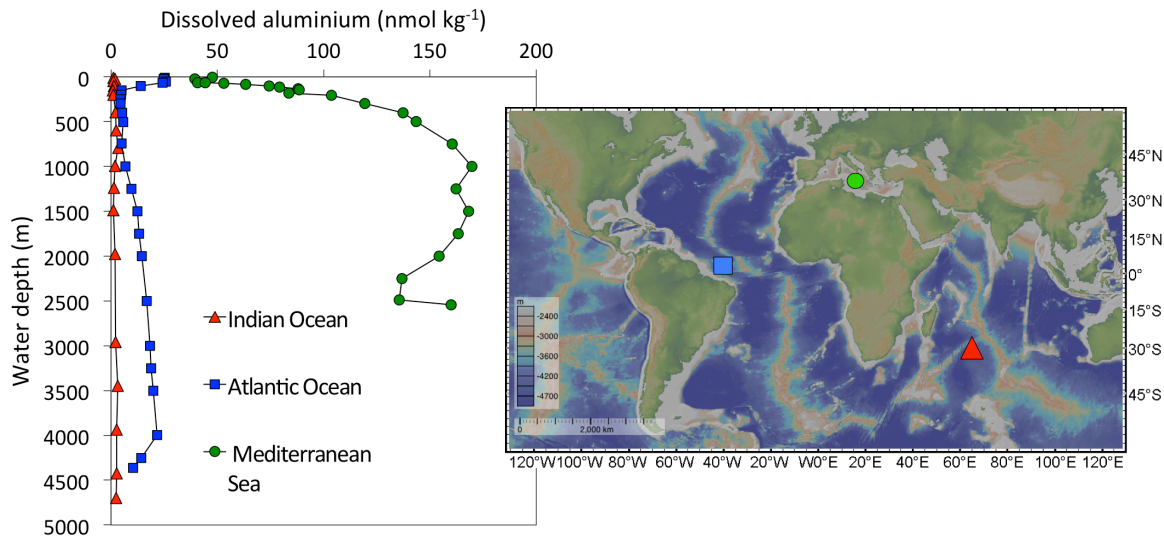 Dissolved aluminium (nmol kg⁻¹)
0 50 100 150 200
Water depth (m)
0
500
1000
1500
2000
2500
3000
3500
4000
4500
5000
Indian Ocean
Atlantic Ocean
Mediterranean
Sea
45°N
30°N
15°N
0°
15°S
30°S
45°S
m
-2400
-3000
-3600
-4200
-4700
0 2,000 km
120°W 100°W 80°W 60°W 40°W 20°W W0°E 20°E 40°E 60°E 80°E 100°E 120°E